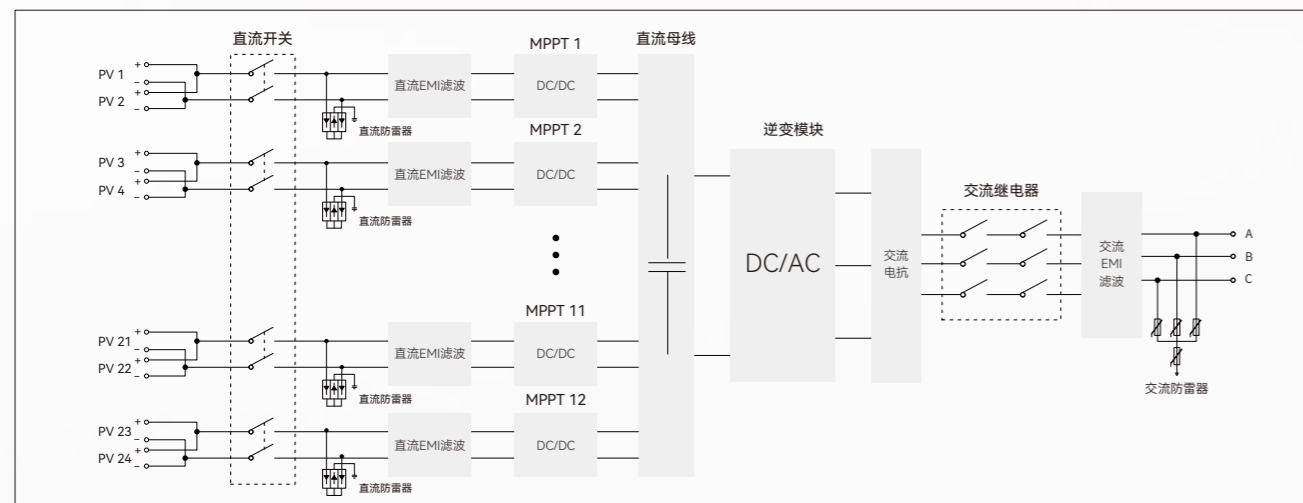 直流开关
MPPT 1
直流母线
PV 1
+
−
直流EMI滤波
DC/DC
PV 2
+
−
直流防雷器
MPPT 2
PV 3
+
−
直流EMI滤波
DC/DC
PV 4
+
−
直流防雷器
逆变模块
DC/AC
交流
电抗
交流继电器
交流
EMI
滤波
A
B
C
交流防雷器
MPPT 11
PV 21
+
−
直流EMI滤波
DC/DC
PV 22
+
−
直流防雷器
MPPT 12
PV 23
+
−
直流EMI滤波
DC/DC
PV 24
+
−
直流防雷器